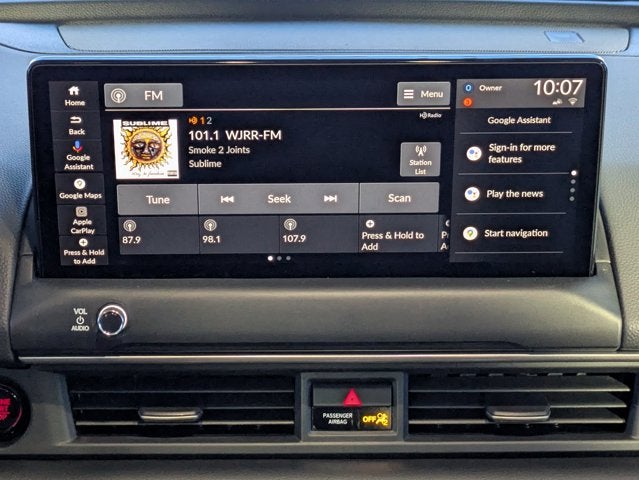 Home
Back
Google
Assistant
Google Maps
Apple
CarPlay
Press & Hold
to Add
FM
Menu
HD Radio
1 2
101.1 WJRR-FM
Smoke 2 Joints
Sublime
SUBLIME
Station
List
Tune
Seek
Scan
87.9
98.1
107.9
Press & Hold to
Add
O Owner
10:07
Google Assistant
Sign-in for more
features
Play the news
Start navigation
VOL
AUDIO
PASSENGER
AIRBAG
OFF